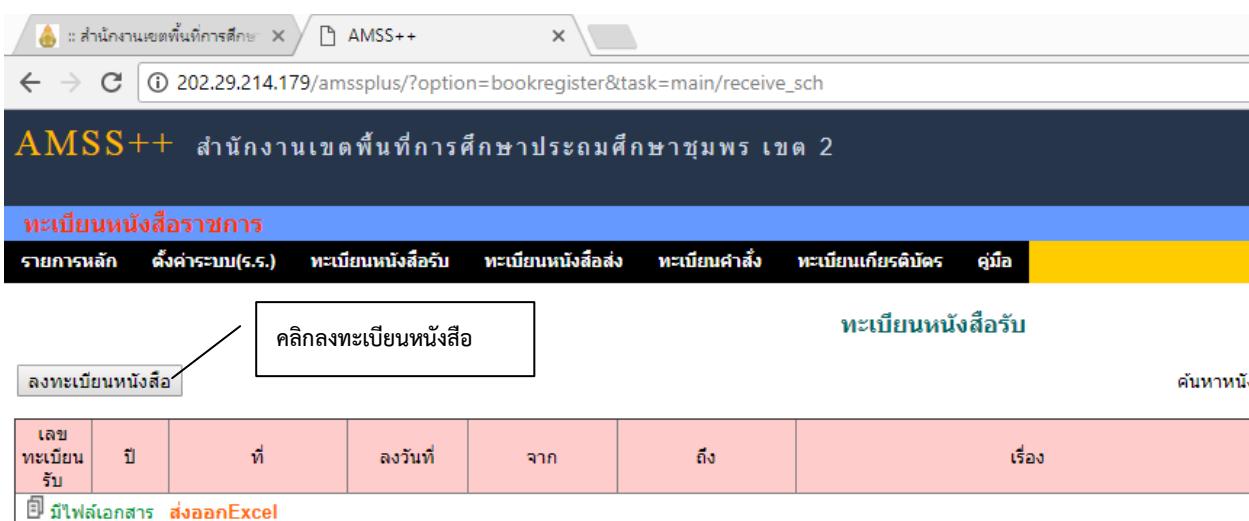 :: สำนักงานเขตพื้นที่การศึกษ
AMSS++
202.29.214.179/amssplus/?option=bookregister&task=main/receive_sch
AMSS++ สำนักงานเขตพื้นที่การศึกษาประถมศึกษาชุมพร เขต 2
ทะเบียนหนังสือราชการ
รายการหลัก ตั้งค่าระบบ(ร.ร.) ทะเบียนหนังสือรับ ทะเบียนหนังสือส่ง ทะเบียนคำสั่ง ทะเบียนเกียรติบัตร คู่มือ
ทะเบียนหนังสือรับ
คลิกลงทะเบียนหนังสือ
ลงทะเบียนหนังสือ
ค้นหาหนั
เลข
ทะเบียน ปี ที่ ลงวันที่ จาก ถึง เรื่อง
รับ
มีไฟล์เอกสาร ส่งออกExcel